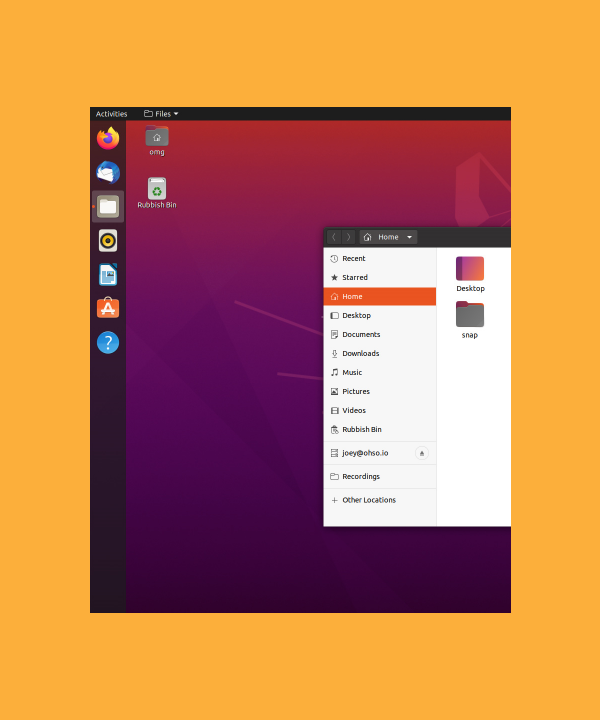 Activities
Files
omg
Rubbish Bin
Home
Recent
Starred
Home
Desktop
Documents
Downloads
Music
Pictures
Videos
Rubbish Bin
joey@ohso.io
Recordings
Other Locations
Desktop
snap